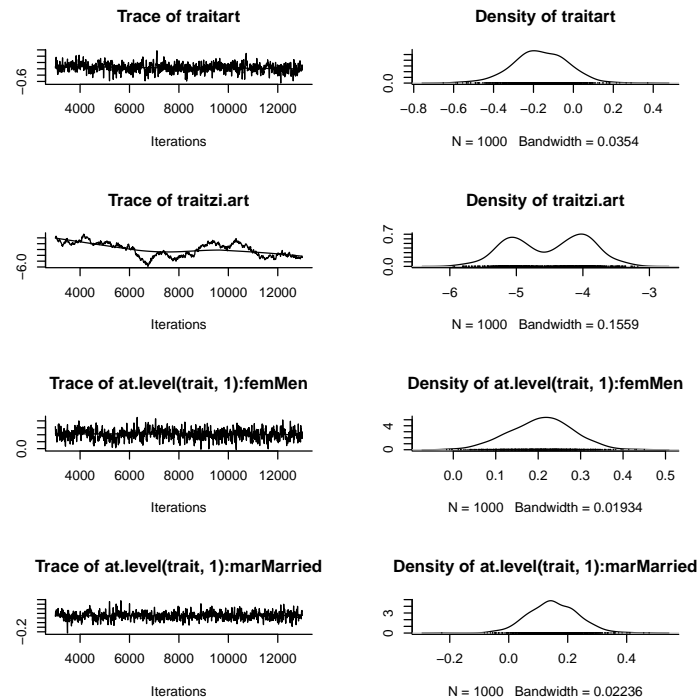 Trace of traitart
Density of traitart
−0.6
4000 6000 8000 10000 12000
Iterations
0.0
−0.8 −0.6 −0.4 −0.2 0.0 0.2 0.4
N = 1000 Bandwidth = 0.0354
Trace of traitzi.art
Density of traitzi.art
−6.0
4000 6000 8000 10000 12000
Iterations
0.0 0.7
−6 −5 −4 −3
N = 1000 Bandwidth = 0.1559
Trace of at.level(trait, 1):femMen
Density of at.level(trait, 1):femMen
0.0
4000 6000 8000 10000 12000
Iterations
0 4
0.0 0.1 0.2 0.3 0.4 0.5
N = 1000 Bandwidth = 0.01934
Trace of at.level(trait, 1):marMarried
Density of at.level(trait, 1):marMarried
−0.2
4000 6000 8000 10000 12000
Iterations
0 3
−0.2 0.0 0.2 0.4
N = 1000 Bandwidth = 0.02236